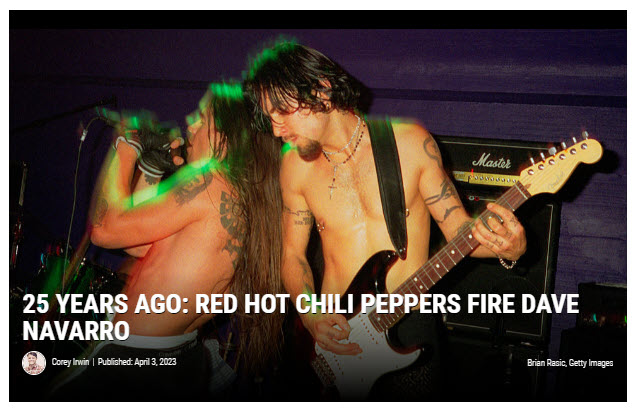 Master
25 YEARS AGO: RED HOT CHILI PEPPERS FIRE DAVE
NAVARRO
Corey Irwin | Published: April 3, 2023
Brian Rasic, Getty Images